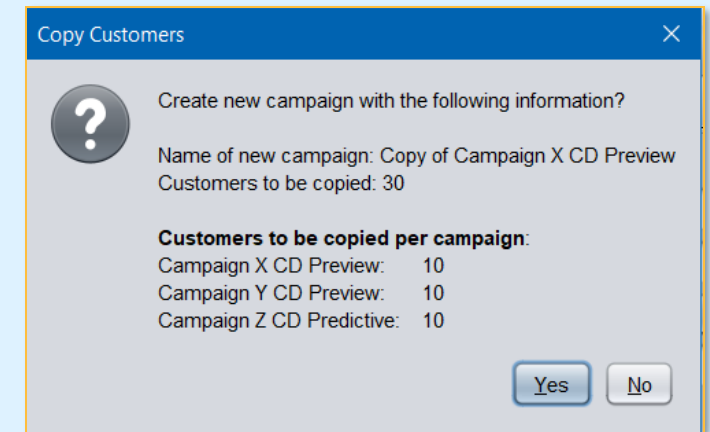 Copy Customers
Create new campaign with the following information?
Name of new campaign: Copy of Campaign X CD Preview
Customers to be copied: 30
Customers to be copied per campaign:
Campaign X CD Preview: 10
Campaign Y CD Preview: 10
Campaign Z CD Predictive: 10
Yes No